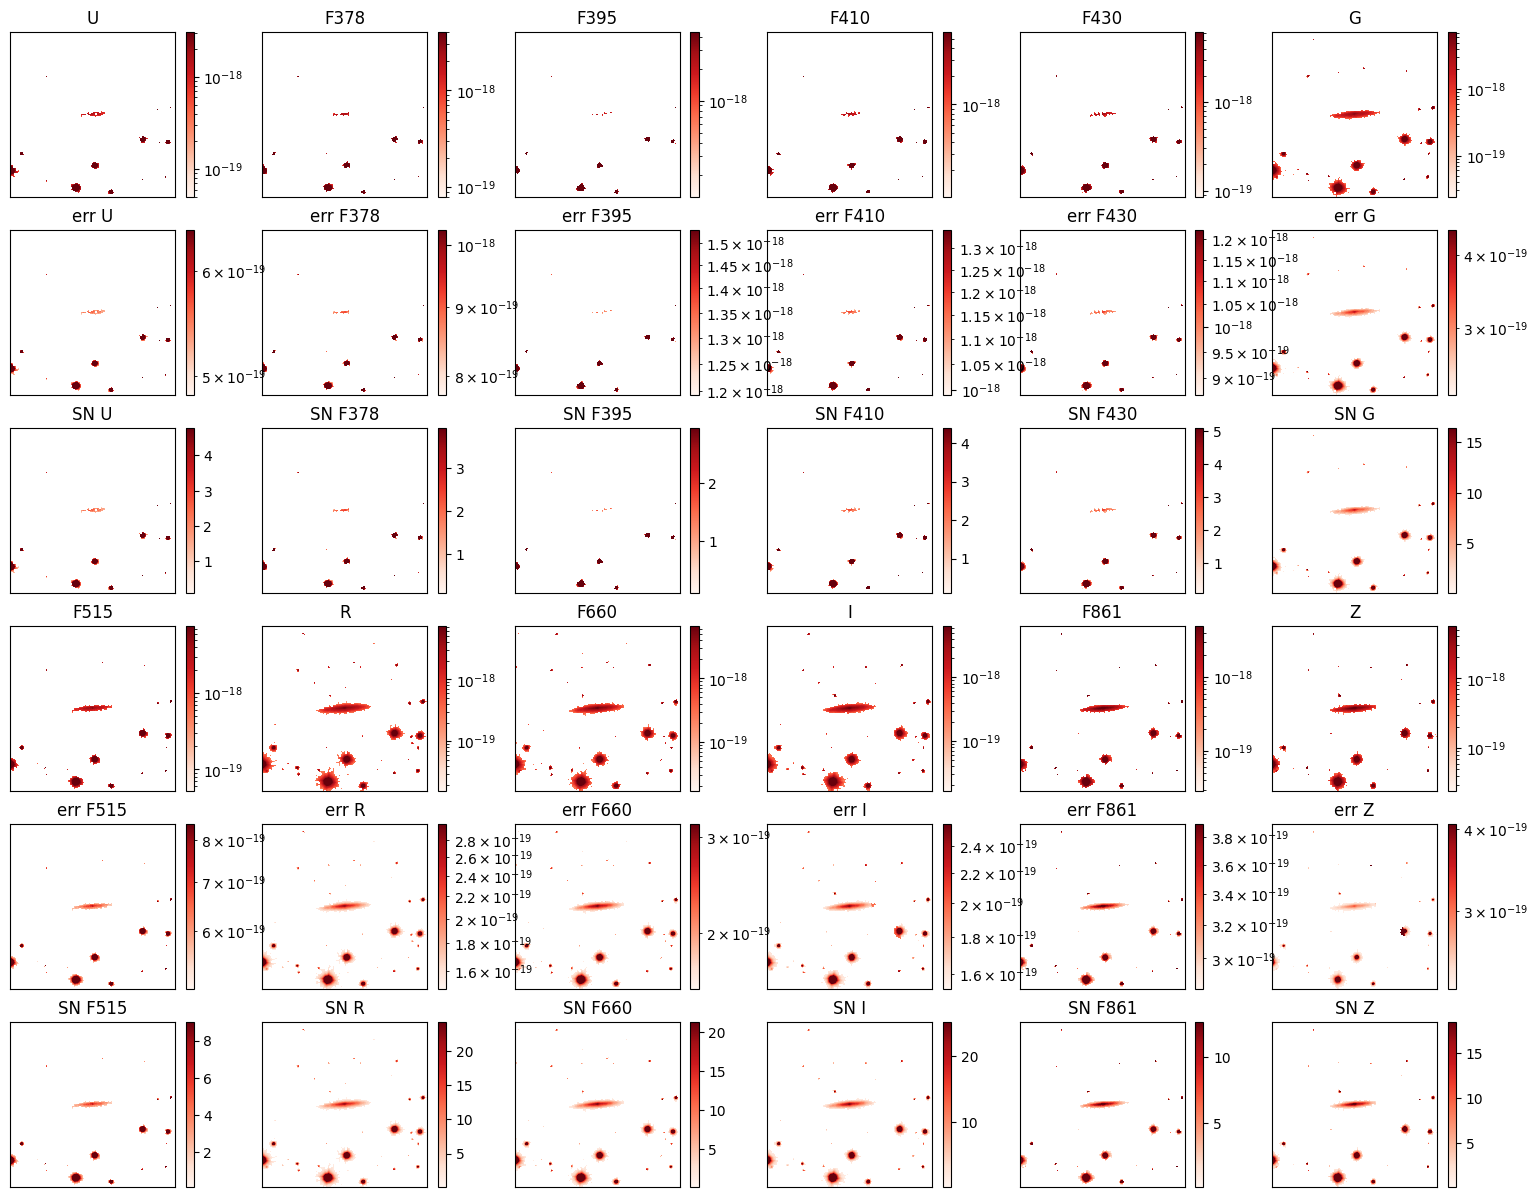 U F378 F395 F410 F430 G
10⁻¹⁸ 10⁻¹⁸ 10⁻¹⁸ 10⁻¹⁸ 10⁻¹⁸ 10⁻¹⁸
10⁻¹⁹ 10⁻¹⁹ 10⁻¹⁹ 10⁻¹⁹
err U err F378 err F395 err F410 err F430 err G
6 × 10⁻¹⁹ 10⁻¹⁸ 1.5 × 10⁻¹⁸ 1.3 × 10⁻¹⁸ 1.2 × 10⁻¹⁸ 4 × 10⁻¹⁹
5 × 10⁻¹⁹ 9 × 10⁻¹⁹ 1.45 × 10⁻¹⁸ 1.25 × 10⁻¹⁸ 1.15 × 10⁻¹⁸ 3 × 10⁻¹⁹
8 × 10⁻¹⁹ 1.4 × 10⁻¹⁸ 1.2 × 10⁻¹⁸ 1.1 × 10⁻¹⁸
1.35 × 10⁻¹⁸ 1.15 × 10⁻¹⁸ 1.05 × 10⁻¹⁸
1.3 × 10⁻¹⁸ 1.1 × 10⁻¹⁸ 10⁻¹⁸
1.25 × 10⁻¹⁸ 1.05 × 10⁻¹⁸ 9.5 × 10⁻¹⁹
1.2 × 10⁻¹⁸ 10⁻¹⁸ 9 × 10⁻¹⁹
SN U SN F378 SN F395 SN F410 SN F430 SN G
4 3 2 4 5 15
3 2 1 3 4 10
2 1 2 3 5
1 1 2
1
F515 R F660 I F861 Z
10⁻¹⁸ 10⁻¹⁸ 10⁻¹⁸ 10⁻¹⁸ 10⁻¹⁸ 10⁻¹⁸
10⁻¹⁹ 10⁻¹⁹ 10⁻¹⁹ 10⁻¹⁹ 10⁻¹⁹ 10⁻¹⁹
err F515 err R err F660 err I err F861 err Z
8 × 10⁻¹⁹ 2.8 × 10⁻¹⁹ 3 × 10⁻¹⁹ 2.4 × 10⁻¹⁹ 3.8 × 10⁻¹⁹ 4 × 10⁻¹⁹
7 × 10⁻¹⁹ 2.6 × 10⁻¹⁹ 2 × 10⁻¹⁹ 2.2 × 10⁻¹⁹ 3.6 × 10⁻¹⁹ 3 × 10⁻¹⁹
6 × 10⁻¹⁹ 2.4 × 10⁻¹⁹ 2 × 10⁻¹⁹ 3.4 × 10⁻¹⁹
2.2 × 10⁻¹⁹ 1.8 × 10⁻¹⁹ 3.2 × 10⁻¹⁹
2 × 10⁻¹⁹ 1.6 × 10⁻¹⁹ 3 × 10⁻¹⁹
1.8 × 10⁻¹⁹
1.6 × 10⁻¹⁹
SN F515 SN R SN F660 SN I SN F861 SN Z
8 20 20 20 10 15
6 15 15 10 5 10
4 10 10 5
2 5 5